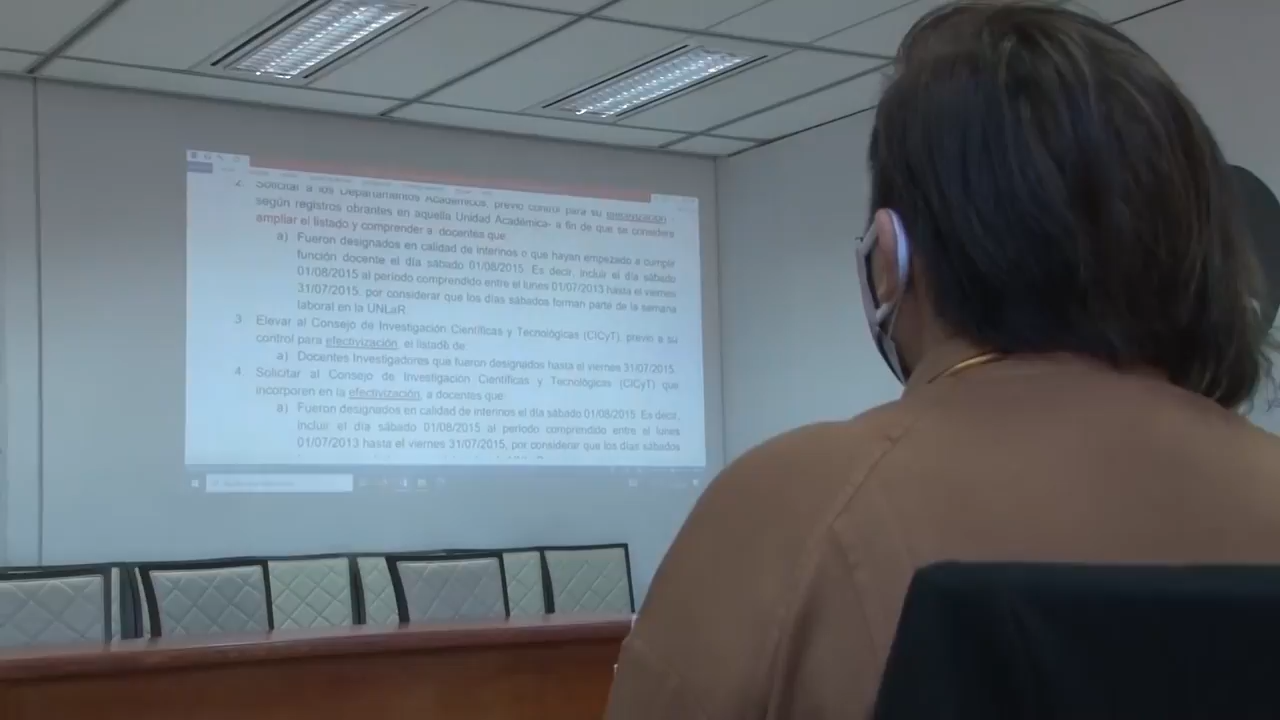 2. Solicitar a los Departamentos Académicos, previo control para su efectivización -
según registros obrantes en aquella Unidad Académica- a fin de que se considere
ampliar el listado y comprender a docentes que:
a) Fueron designados en calidad de interinos o que hayan empezado a cumplir
función docente el día sábado 01/08/2015. Es decir, incluir el día sábado
01/08/2015 al período comprendido entre el lunes 01/07/2013 hasta el viernes
31/07/2015, por considerar que los días sábados forman parte de la semana
laboral en la UNLaR.
3. Elevar al Consejo de Investigación Científicas y Tecnológicas (CICyT), previo a su
control para efectivización, el listado de:
a) Docentes Investigadores que fueron designados hasta el viernes 31/07/2015.
4. Solicitar al Consejo de Investigación Científicas y Tecnológicas (CICyT) que
incorporen en la efectivización, a docentes que:
a) Fueron designados en calidad de interinos el día sábado 01/08/2015. Es decir,
incluir el día sábado 01/08/2015 al período comprendido entre el lunes
01/07/2013 hasta el viernes 31/07/2015, por considerar que los días sábados